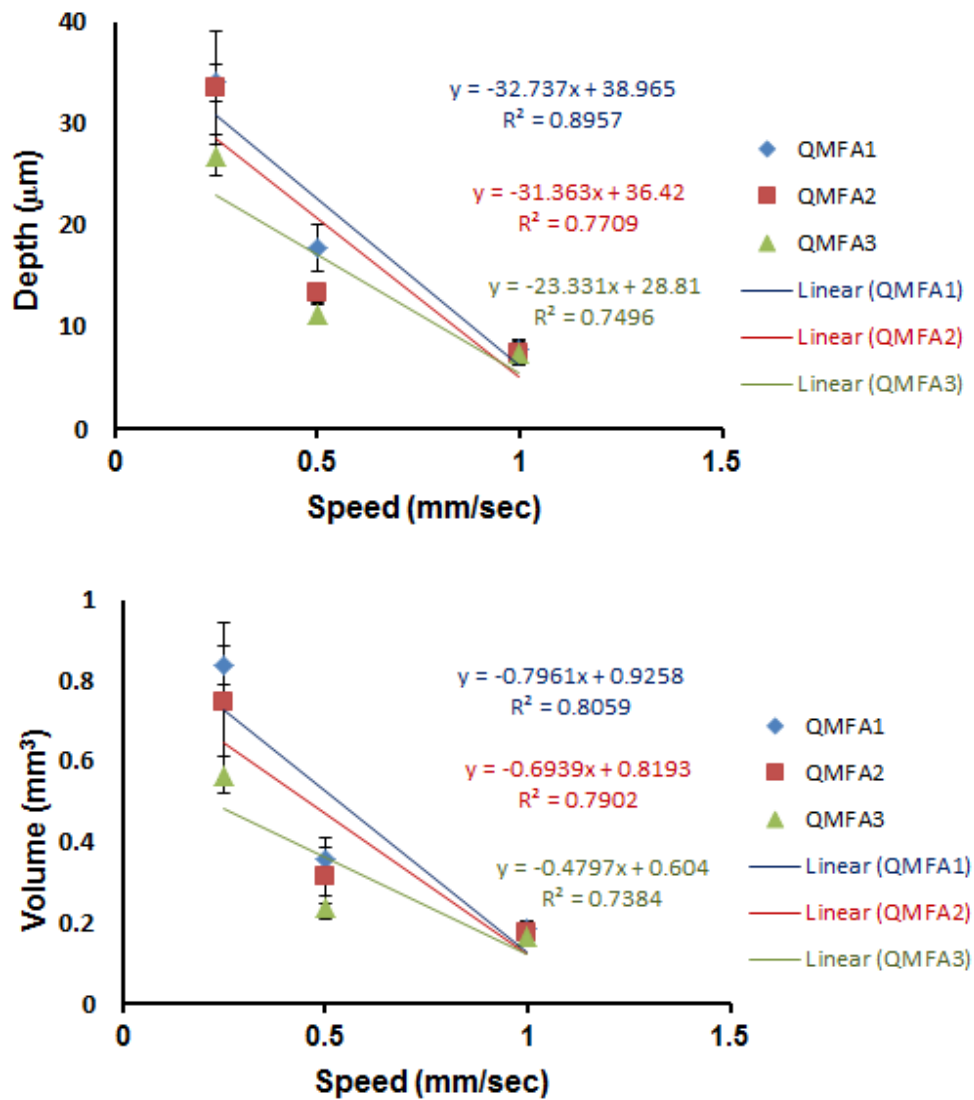 40
30
20
10
0
Depth (µm)
y = -32.737x + 38.965
R² = 0.8957
y = -31.363x + 36.42
R² = 0.7709
y = -23.331x + 28.81
R² = 0.7496
QMFA1
QMFA2
QMFA3
Linear (QMFA1)
Linear (QMFA2)
Linear (QMFA3)
0 0.5 1 1.5
Speed (mm/sec)
1
0.8
0.6
0.4
0.2
0
Volume (mm³)
y = -0.7961x + 0.9258
R² = 0.8059
y = -0.6939x + 0.8193
R² = 0.7902
y = -0.4797x + 0.604
R² = 0.7384
QMFA1
QMFA2
QMFA3
Linear (QMFA1)
Linear (QMFA2)
Linear (QMFA3)
0 0.5 1 1.5
Speed (mm/sec)